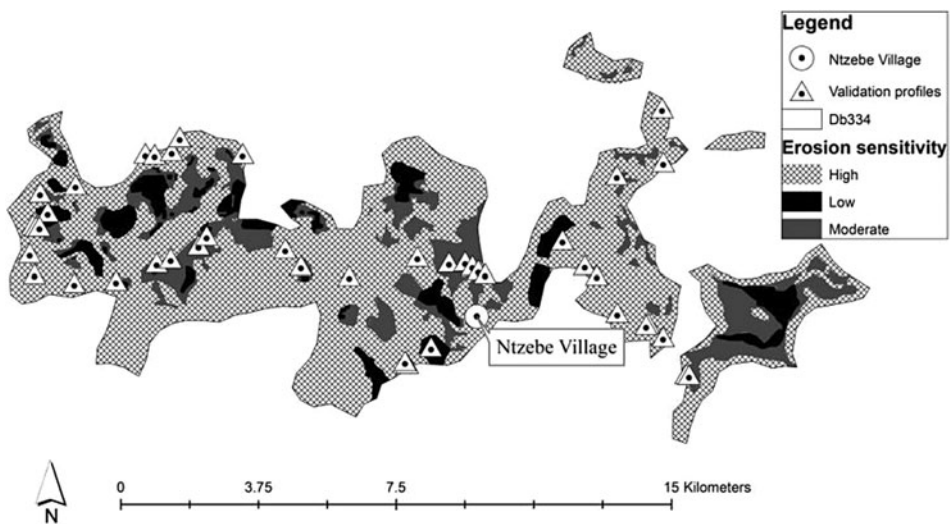 Legend
Ntzebe Village
Validation profiles
Db334
Erosion sensitivity
High
Low
Moderate
Ntzebe Village
N
0 3.75 7.5 15 Kilometers